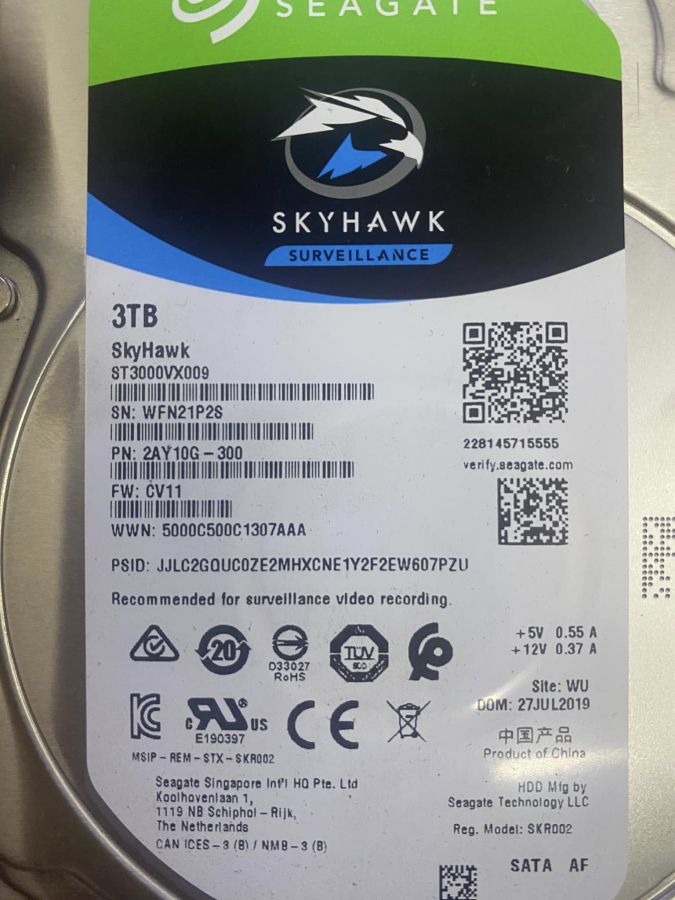 SEAGATE
SKYHAWK
SURVEILLANCE
3TB
SkyHawk
ST3000VX009
SN: WFN21P2S
PN: 2AY10G-300
FW: CV11
WWN: 5000C500C1307AAA
228145715555
verify.seagate.com
PSID: JJLC2GQUC0ZE2MHXCNE1Y2F2EW607PZU
Recommended for surveillance video recording.
20
D33027
RoHS
TÜV
SÜD
+5V 0.55 A
+12V 0.37 A
Site: WU
DOM: 27JUL2019
c RU® US
E190397
CE
MSIP-REM-STX-SKR002
中国产品
Product of China
Seagate Singapore Int'l HQ Pte. Ltd
Koolhovenlaan 1,
1119 NB Schiphol-Rijk,
The Netherlands
CAN ICES-3 (B) / NMB-3 (B)
HDD Mfg by
Seagate Technology LLC
Reg. Model: SKR002
SATA AF